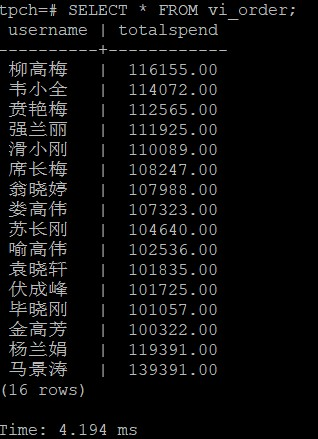 tpch=# SELECT * FROM vi_order;
username | totalspend
----------+------------
柳高梅 | 116155.00
韦小全 | 114072.00
贲艳梅 | 112565.00
强兰丽 | 111925.00
滑小刚 | 110089.00
席长梅 | 108247.00
翁晓婷 | 107988.00
娄高伟 | 107323.00
苏长刚 | 104640.00
喻高伟 | 102536.00
袁晓轩 | 101835.00
伏成峰 | 101725.00
毕晓刚 | 101057.00
金高芳 | 100322.00
杨兰娟 | 119391.00
马景涛 | 139391.00
(16 rows)
Time: 4.194 ms